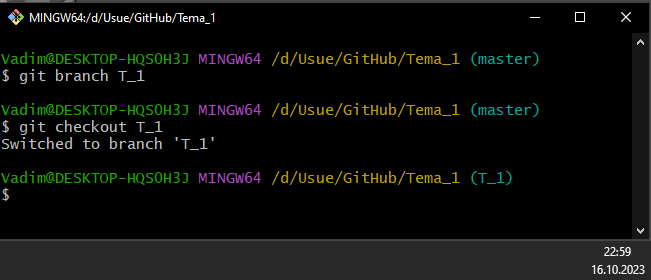 MINGW64:/d/Usue/GitHub/Tema_1
Vadim@DESKTOP-HQSOH3J MINGW64 /d/Usue/GitHub/Tema_1 (master)
$ git branch T_1
Vadim@DESKTOP-HQSOH3J MINGW64 /d/Usue/GitHub/Tema_1 (master)
$ git checkout T_1
Switched to branch 'T_1'
Vadim@DESKTOP-HQSOH3J MINGW64 /d/Usue/GitHub/Tema_1 (T_1)
$
22:59
16.10.2023